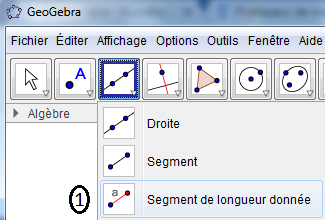 GeoGebra
Fichier Éditer Affichage Options Outils Fenêtre Aide
A
Algèbre
Droite
Segment
a
1 Segment de longueur donnée